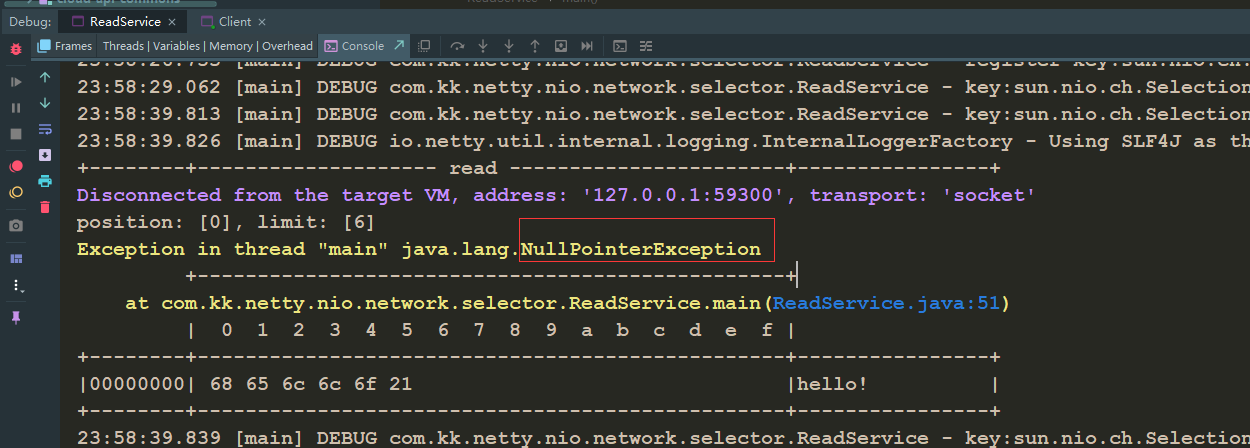 cloud-api-commons
Debug: ReadService × Client ×
Frames Threads | Variables | Memory | Overhead Console
23:58:29.062 [main] DEBUG com.kk.netty.nio.network.selector.ReadService - key:sun.nio.ch.Selection
23:58:39.813 [main] DEBUG com.kk.netty.nio.network.selector.ReadService - key:sun.nio.ch.Selection
23:58:39.826 [main] DEBUG io.netty.util.internal.logging.InternalLoggerFactory - Using SLF4J as th
+--------+-------------------- read -----------------------+----------------+
Disconnected from the target VM, address: '127.0.0.1:59300', transport: 'socket'
position: [0], limit: [6]
Exception in thread "main" java.lang.NullPointerException
+-------------------------------------------------+
at com.kk.netty.nio.network.selector.ReadService.main(ReadService.java:51)
| 0 1 2 3 4 5 6 7 8 9 a b c d e f |
+--------+-------------------------------------------------+----------------+
|00000000| 68 65 6c 6c 6f 21 |hello! |
+--------+-------------------------------------------------+----------------+
23:58:39.839 [main] DEBUG com.kk.netty.nio.network.selector.ReadService - key:sun.nio.ch.Selection